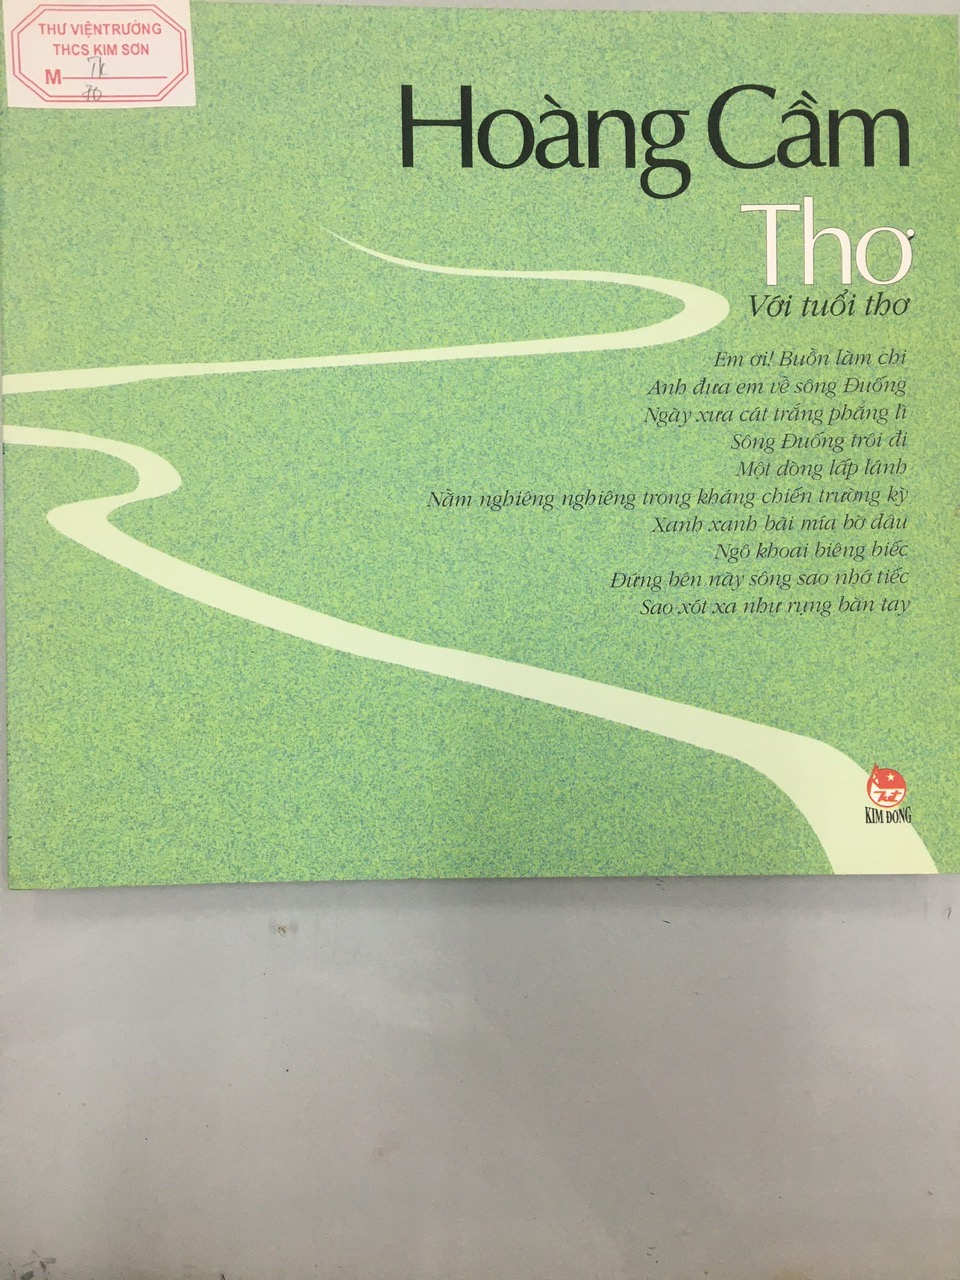 THƯ VIỆN TRƯỜNG
THCS KIM SƠN
M
TK
70
Hoàng Cầm
Thơ
Với tuổi thơ
Em ơi! Buồn làm chi
Anh đưa em về sông Đuống
Ngày xưa cát trắng phẳng lì
Sông Đuống trôi đi
Một dòng lấp lánh
Nằm nghiêng nghiêng trong kháng chiến trường kỳ
Xanh xanh bãi mía bờ dâu
Ngô khoai biêng biếc
Đứng bên này sông sao nhớ tiếc
Sao xót xa như rụng bàn tay
KIM ĐỒNG